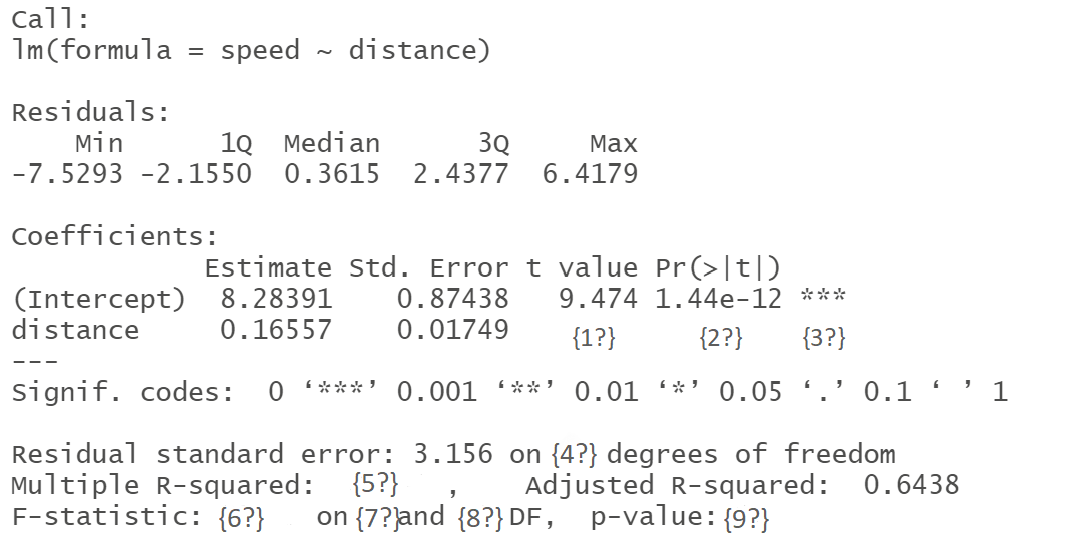 Call:
lm(formula = speed ~ distance)
Residuals:
Min 1Q Median 3Q Max
-7.5293 -2.1550 0.3615 2.4377 6.4179
Coefficients:
Estimate Std. Error t value Pr(>|t|)
(Intercept) 8.28391 0.87438 9.474 1.44e-12 ***
distance 0.16557 0.01749 {1?} {2?} {3?}
---
Signif. codes: 0 ‘***’ 0.001 ‘**’ 0.01 ‘*’ 0.05 ‘.’ 0.1 ‘ ’ 1
Residual standard error: 3.156 on {4?} degrees of freedom
Multiple R-squared: {5?} , Adjusted R-squared: 0.6438
F-statistic: {6?} on {7?} and {8?} DF, p-value: {9?}